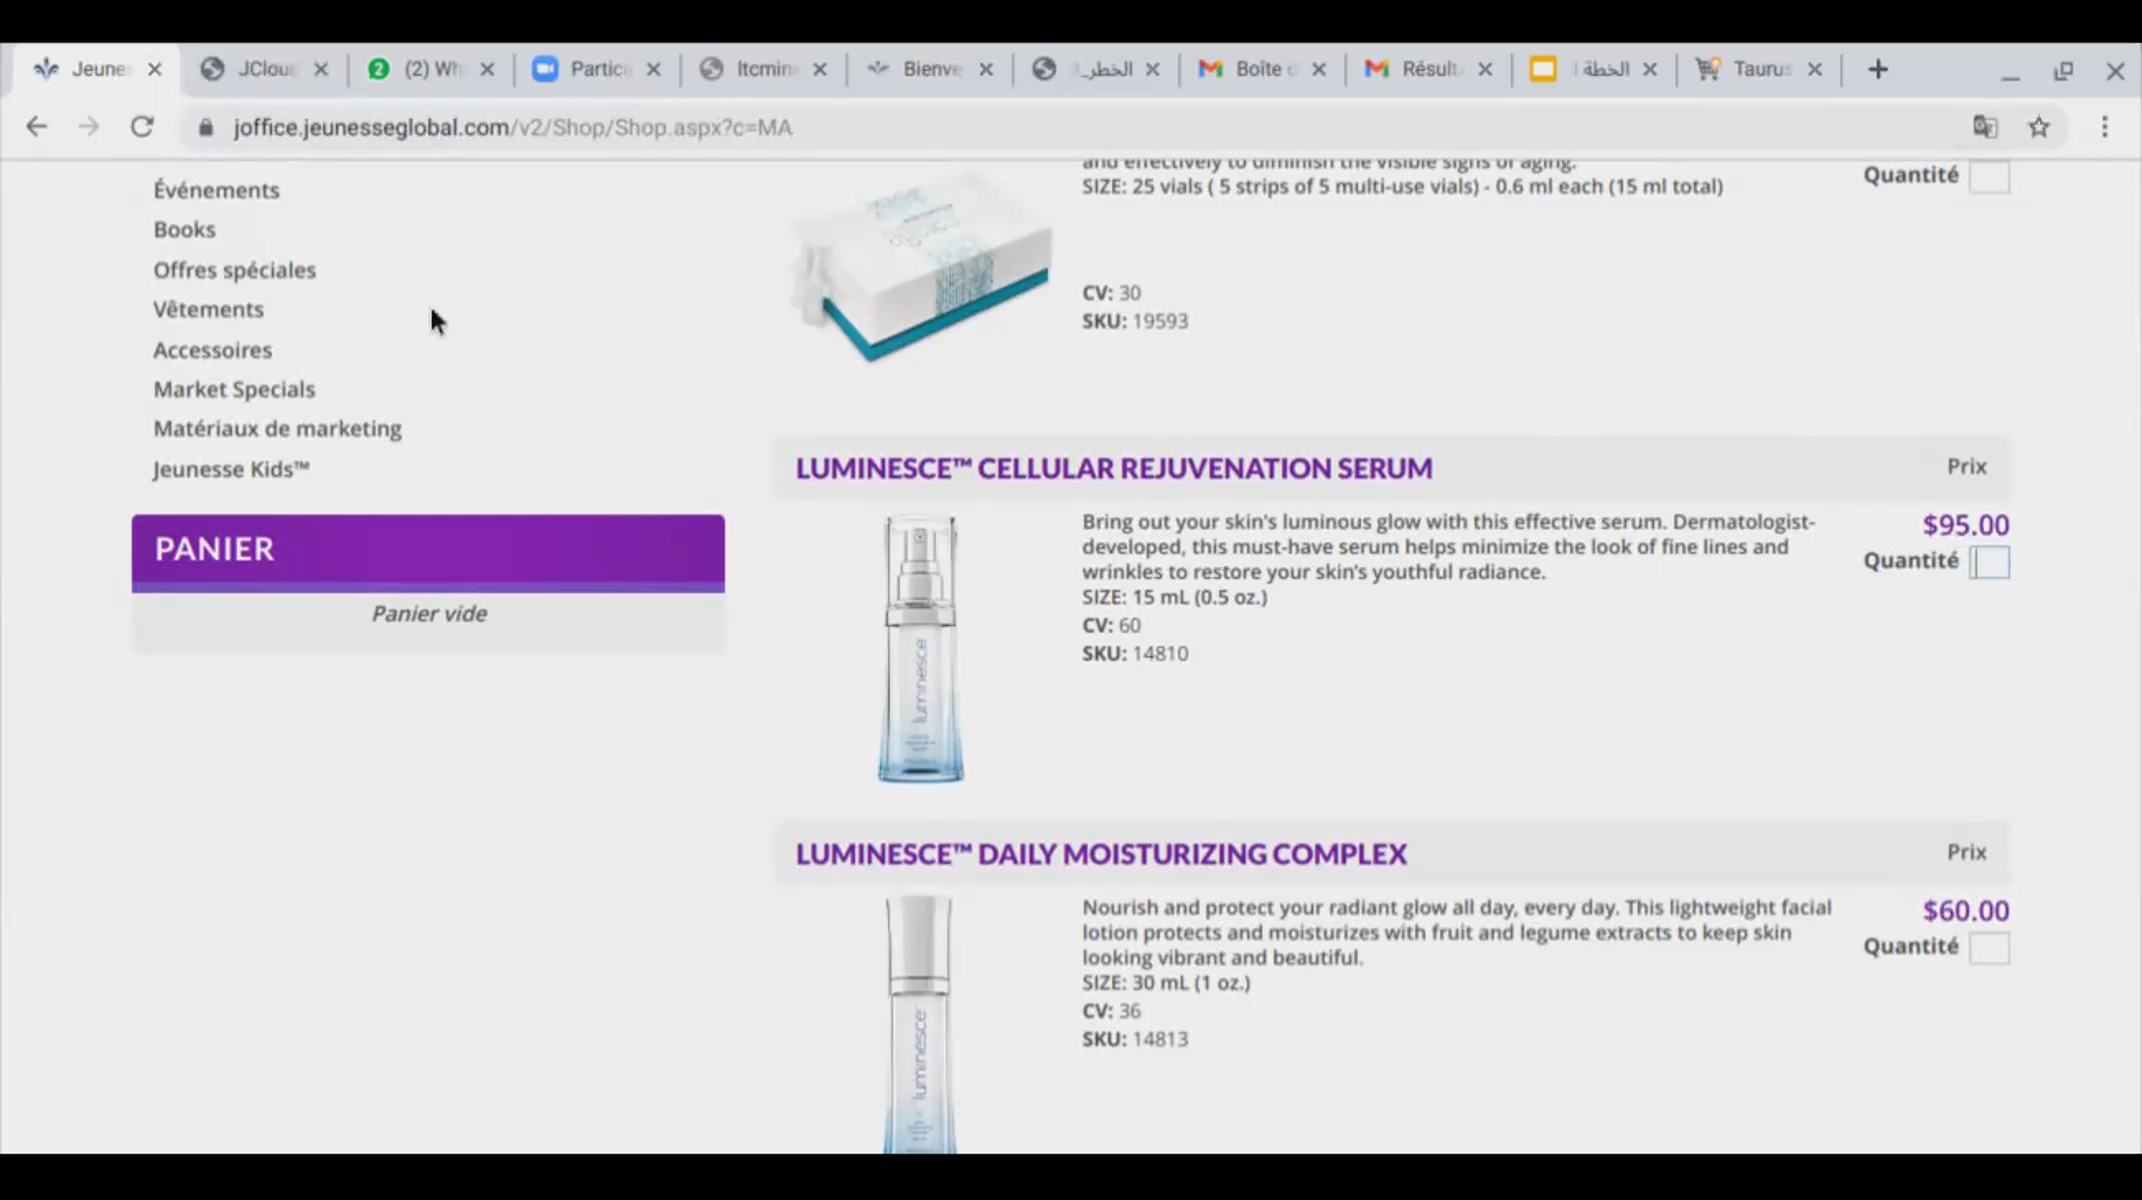 Jeunes
JClou
2
(2) Wh
Partici
ltcmin
Bienve
الخطر
Boîte
Résult
الخطة
Taurus
joffice.jeunesseglobal.com/v2/Shop/Shop.aspx?c=MA
Événements
Books
Offres spéciales
Vêtements
Accessoires
Market Specials
Matériaux de marketing
Jeunesse Kids™
PANIER
Panier vide
and effectively to diminish the visible signs of aging.
SIZE: 25 vials ( 5 strips of 5 multi-use vials) - 0.6 ml each (15 ml total)
Quantité
CV: 30
SKU: 19593
LUMINESCE™ CELLULAR REJUVENATION SERUM
Prix
Bring out your skin's luminous glow with this effective serum. Dermatologist-
developed, this must-have serum helps minimize the look of fine lines and
wrinkles to restore your skin's youthful radiance.
SIZE: 15 mL (0.5 oz.)
CV: 60
SKU: 14810
$95.00
Quantité
luminesce
LUMINESCE™ DAILY MOISTURIZING COMPLEX
Prix
Nourish and protect your radiant glow all day, every day. This lightweight facial
lotion protects and moisturizes with fruit and legume extracts to keep skin
looking vibrant and beautiful.
SIZE: 30 mL (1 oz.)
CV: 36
SKU: 14813
$60.00
Quantité
luminesce